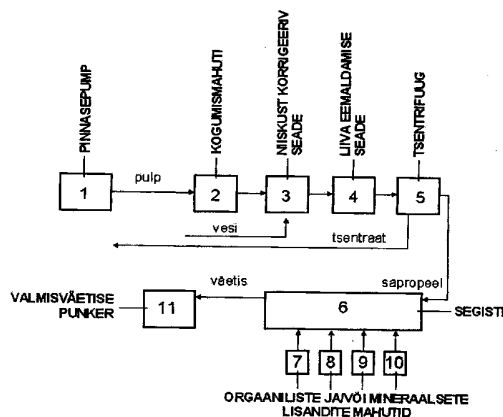 PINNASEPUMP
KOGUMISMAHUTI
NIISKUST KORRIGEERIV
SEADE
LIIVA EEMALDAMISE
SEADE
TSENTRIFUUG
1
pulp
2
3
4
5
vesi
tsentraat
väetis
sapropeel
VALMISVÄETISE
PUNKER
11
6
SEGISTI
7
8
9
10
ORGAANILISTE JA/VÕI MINERAALSETE
LISANDITE MAHUTID